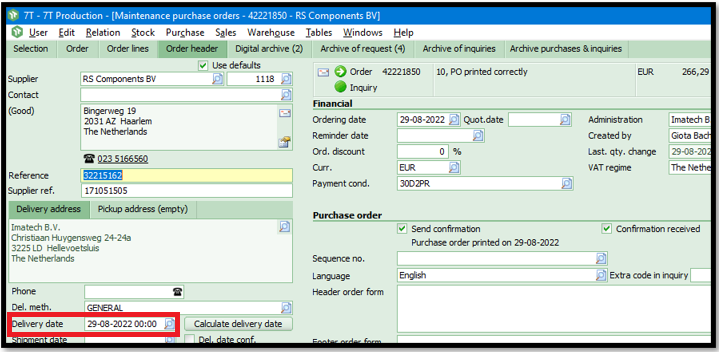 7T - 7T Production - [Maintenance purchase orders - 42221850 - RS Components BV]
User Edit Relation Stock Purchase Sales Warehouse Tables Windows Help
Selection Order Order lines Order header Digital archive (2) Archive of request (4) Archive of inquiries Archive purchases & inquiries
Use defaults
Supplier RS Components BV 1118
Contact
(Good) Bingerweg 19
2031 AZ Haarlem
The Netherlands
023 5166560
Reference 32215162
Supplier ref. 171051505
Delivery address Pickup address (empty)
Imatech B.V.
Christiaan Huygensweg 24-24a
3225 LD Hellevoetsluis
The Netherlands
Phone
Del. meth. GENERAL
Delivery date 29-08-2022 00:00 Calculate delivery date
Shipment date Del. date conf.
Order 42221850 10, PO printed correctly EUR 266,29
Inquiry
Financial
Ordering date 29-08-2022 Quot.date Administration Imatech B
Reminder date Created by Giota Bach
Ord. discount 0 % Last. qty. change 29-08-202
Curr. EUR VAT regime The Nethe
Payment cond. 30D2PR
Purchase order
Send confirmation Confirmation received
Purchase order printed on 29-08-2022
Sequence no.
Language English Extra code in inquiry
Header order form
Footer order form